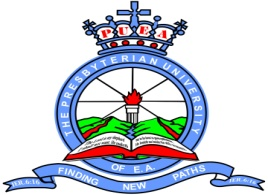 PUEA
THE PRESBYTERIAN UNIVERSITY
OF E.A.
FINDING NEW PATHS